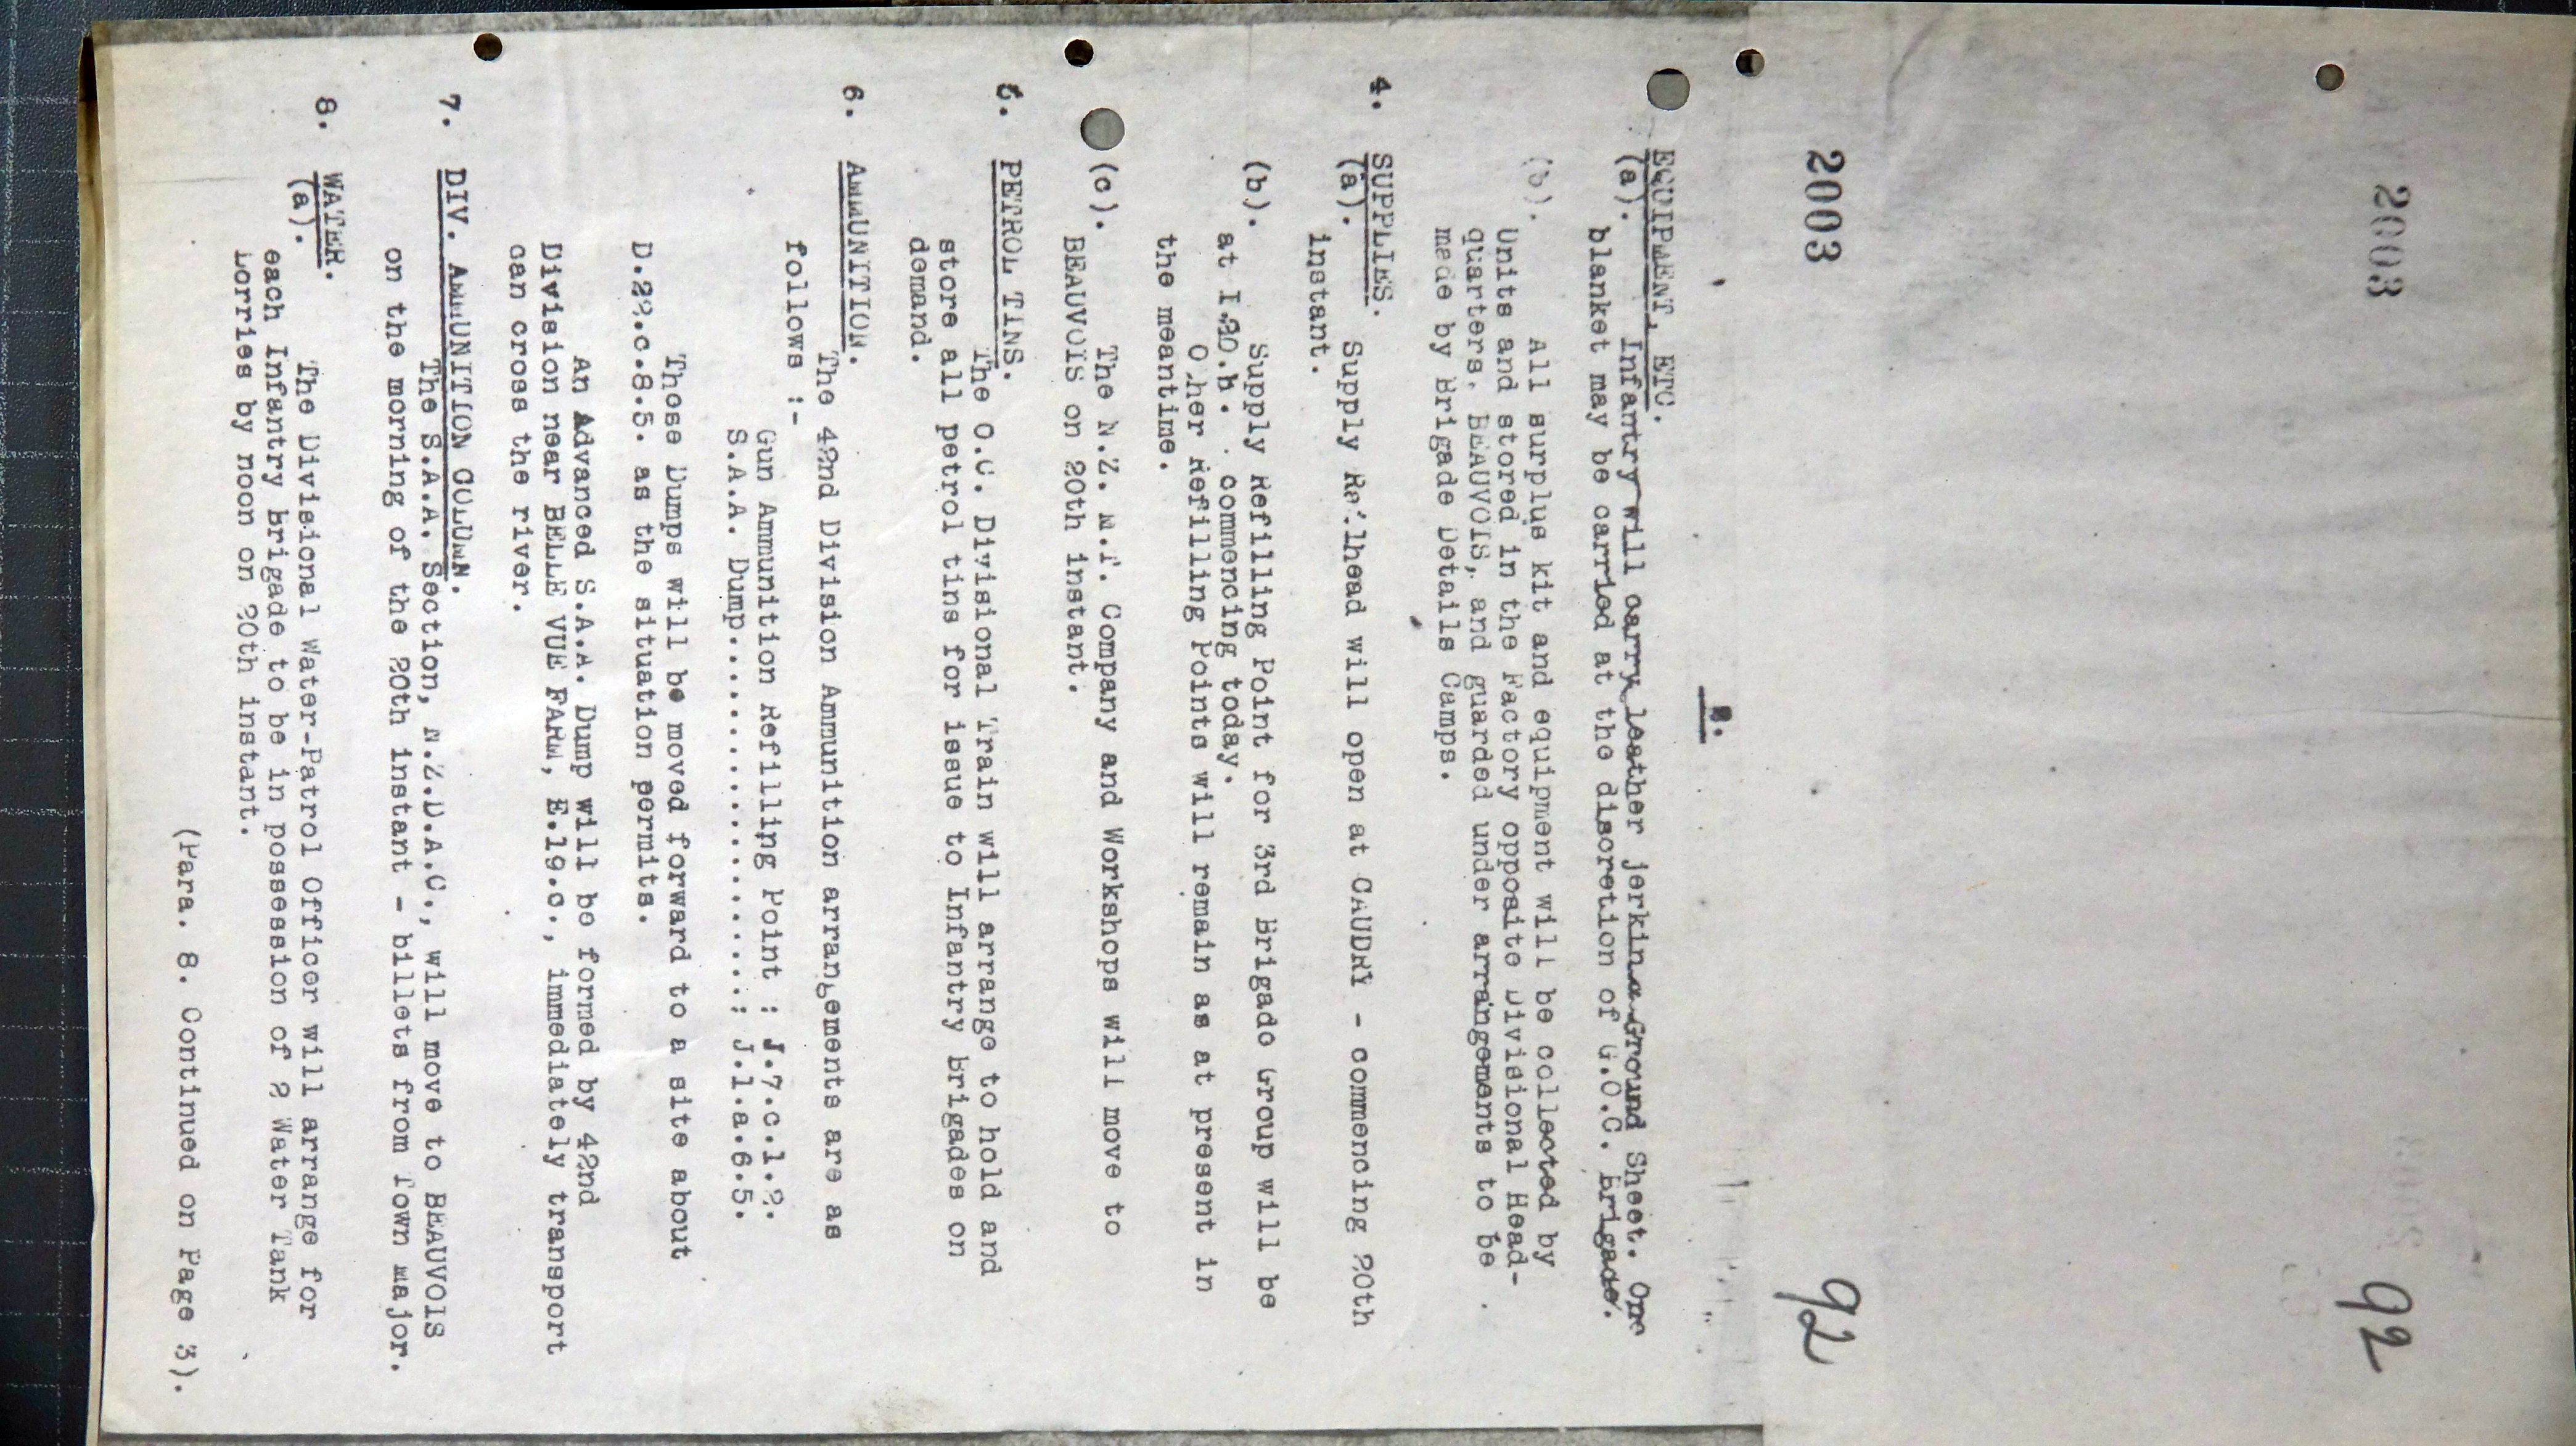 2003
92
2003
92
2.
EQUIPMENT, ETC.
(a). Infantry will carry leather jerkin & Ground Sheet. One
blanket may be carried at the discretion of G.O.C. Brigade.
(b). All surplus kit and equipment will be collected by
Units and stored in the Factory opposite Divisional Head-
quarters, BEAUVOIS, and guarded under arrangements to be
made by Brigade Details Camps.
4. SUPPLIES.
(a). Supply Railhead will open at CAUDRY - commencing 20th
instant.
(b). Supply Refilling Point for 3rd Brigade Group will be
at I.20.b. commencing today.
Other Refilling Points will remain as at present in
the meantime.
(c). The N.Z. M.T. Company and Workshops will move to
BEAUVOIS on 20th instant.
5. PETROL TINS.
The O.C. Divisional Train will arrange to hold and
store all petrol tins for issue to Infantry Brigades on
demand.
6. AMMUNITION.
The 42nd Division Ammunition arrangements are as
follows :-
Gun Ammunition Refilling Point : J.7.c.1.2.
S.A.A. Dump........................: J.1.a.6.5.
Those Dumps will be moved forward to a site about
D.22.c.8.5. as the situation permits.
An Advanced S.A.A. Dump will be formed by 42nd
Division near BELLE VUE FARM, E.19.c., immediately transport
can cross the river.
7. DIV. AMMUNITION COLUMN.
The S.A.A. Section, N.Z.D.A.C., will move to BEAUVOIS
on the morning of the 20th instant - billets from Town Major.
8. WATER.
(a). The Divisional Water-Patrol Officer will arrange for
each Infantry Brigade to be in possession of 2 Water Tank
Lorries by noon on 20th instant.
(Para. 8. Continued on Page 3).